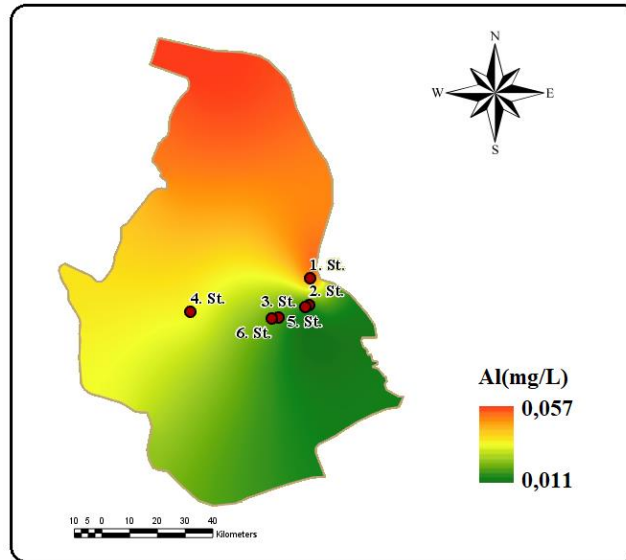 N
W E
S
1. St.
2. St.
4. St.
3. St.
5. St.
6. St.
Al(mg/L)
0,057
0,011
10 5 0 10 20 30 40
Kilometers